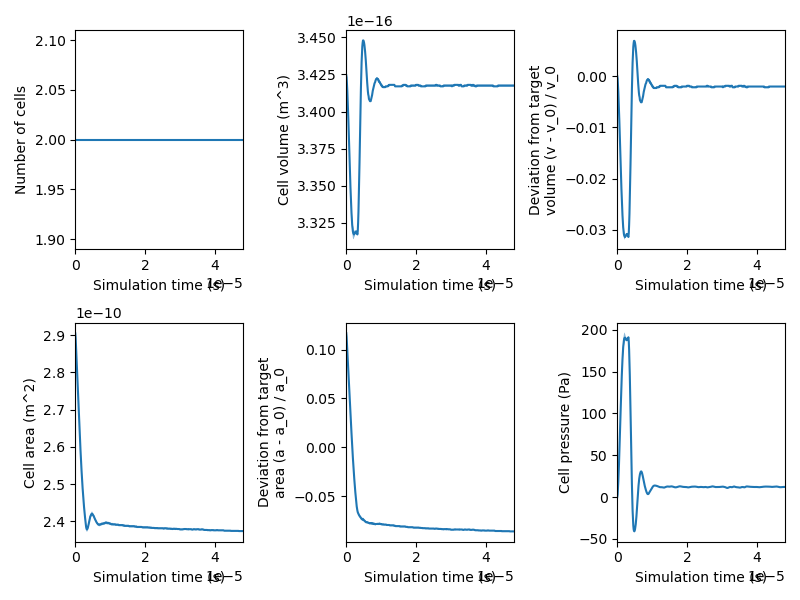 Number of cells
2.10
2.05
2.00
1.95
1.90
0
2
4
Simulation time (s)
1e−5
1e−16
Cell volume (m^3)
3.450
3.425
3.400
3.375
3.350
3.325
0
2
4
Simulation time (s)
1e−5
Deviation from target
volume (v - v_0) / v_0
0.00
−0.01
−0.02
−0.03
0
2
4
Simulation time (s)
1e−5
1e−10
Cell area (m^2)
2.9
2.8
2.7
2.6
2.5
2.4
0
2
4
Simulation time (s)
1e−5
Deviation from target
area (a - a_0) / a_0
0.10
0.05
0.00
−0.05
0
2
4
Simulation time (s)
1e−5
Cell pressure (Pa)
200
150
100
50
0
−50
0
2
4
Simulation time (s)
1e−5